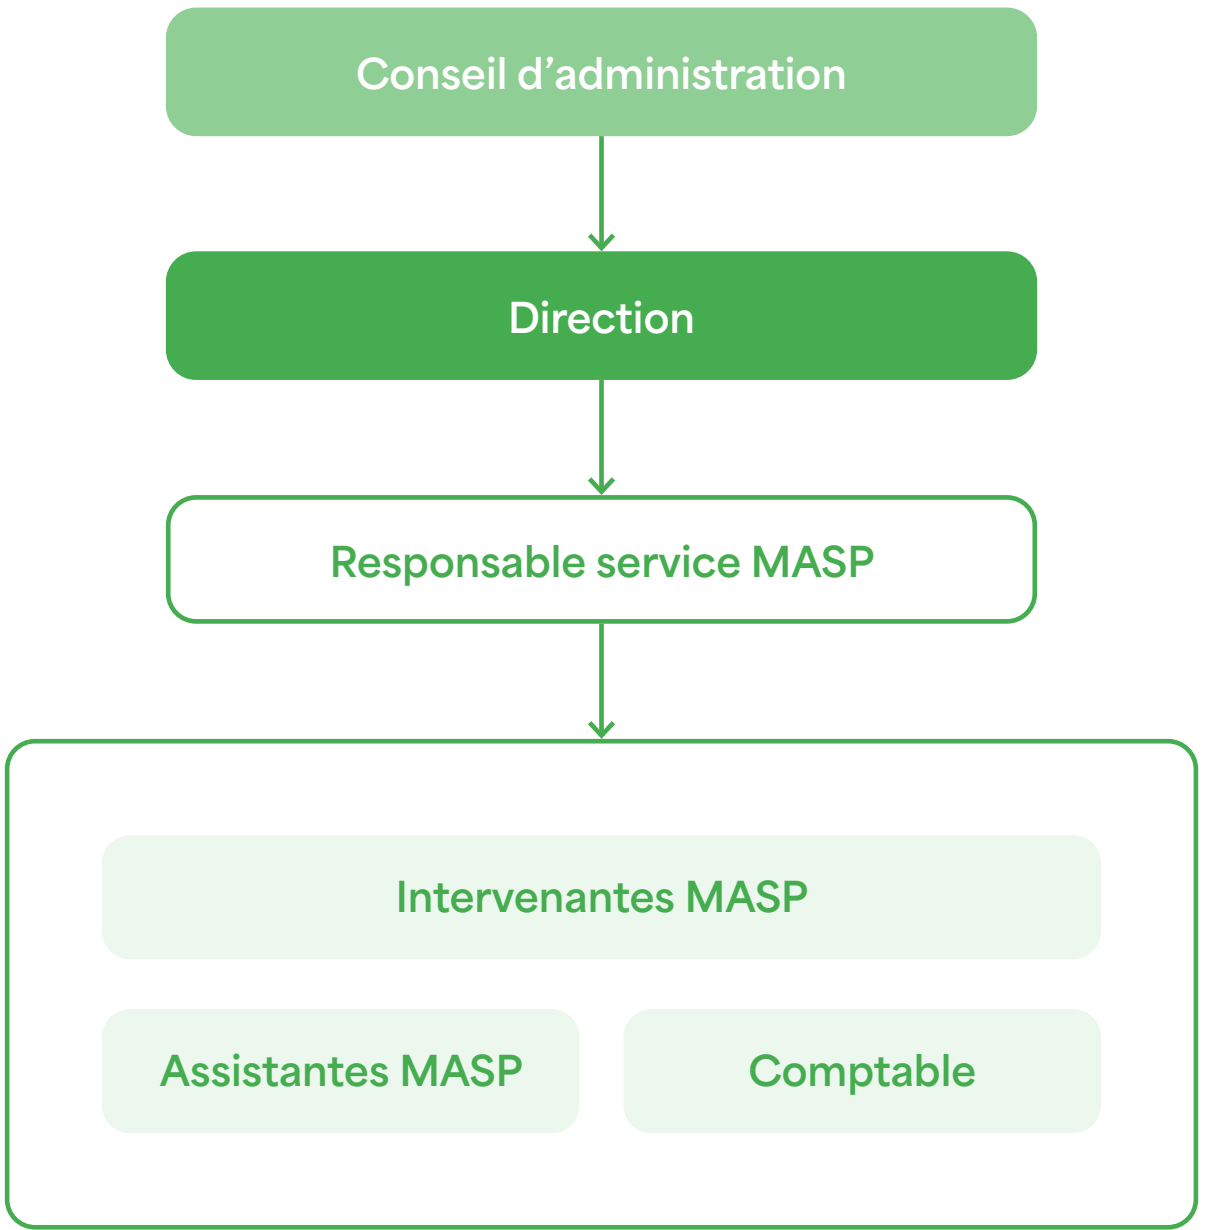 Conseil d’administration
Direction
Responsable service MASP
Intervenantes MASP
Assistantes MASP
Comptable